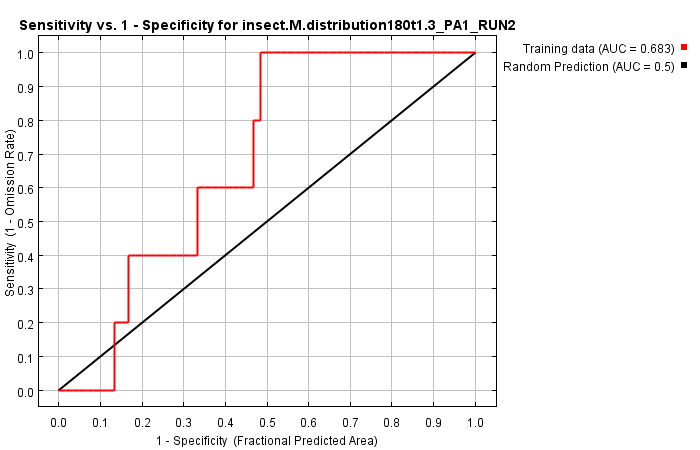 Sensitivity vs. 1 - Specificity for insect.M.distribution180t1.3_PA1_RUN2
Training data (AUC = 0.683)
Random Prediction (AUC = 0.5)
Sensitivity (1 - Omission Rate)
1.0
0.9
0.8
0.7
0.6
0.5
0.4
0.3
0.2
0.1
0.0
0.0 0.1 0.2 0.3 0.4 0.5 0.6 0.7 0.8 0.9 1.0
1 - Specificity (Fractional Predicted Area)